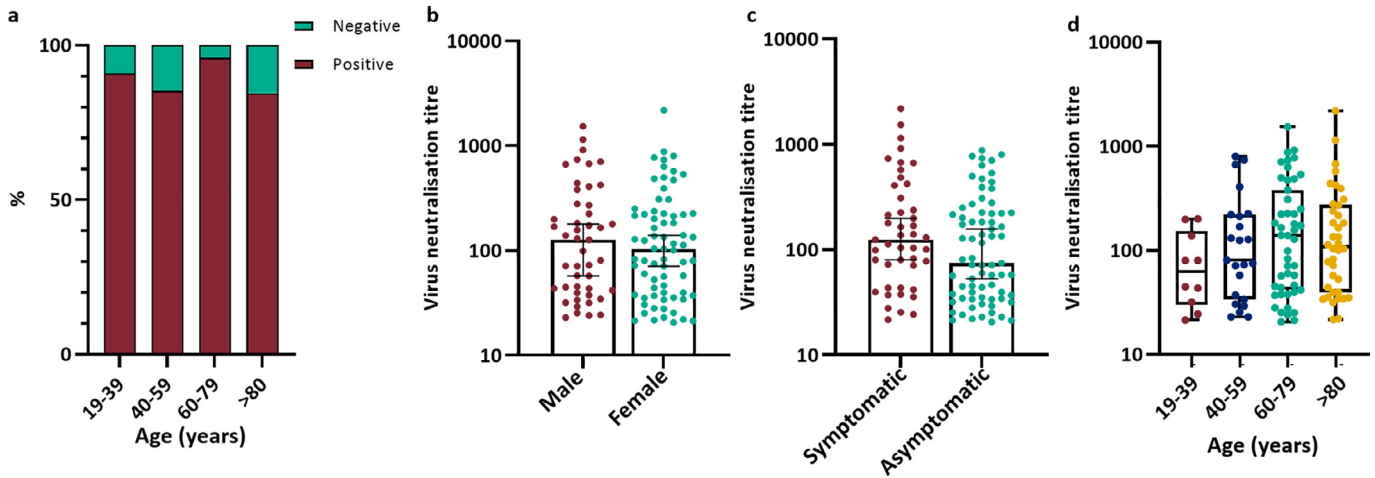 a
Negative
Positive
100
50
0
%
19-39
40-59
60-79
>80
Age (years)
b
Virus neutralisation titre
10000
1000
100
10
Male
Female
c
Virus neutralisation titre
10000
1000
100
10
Symptomatic
Asymptomatic
d
Virus neutralisation titre
10000
1000
100
10
19-39
40-59
60-79
>80
Age (years)